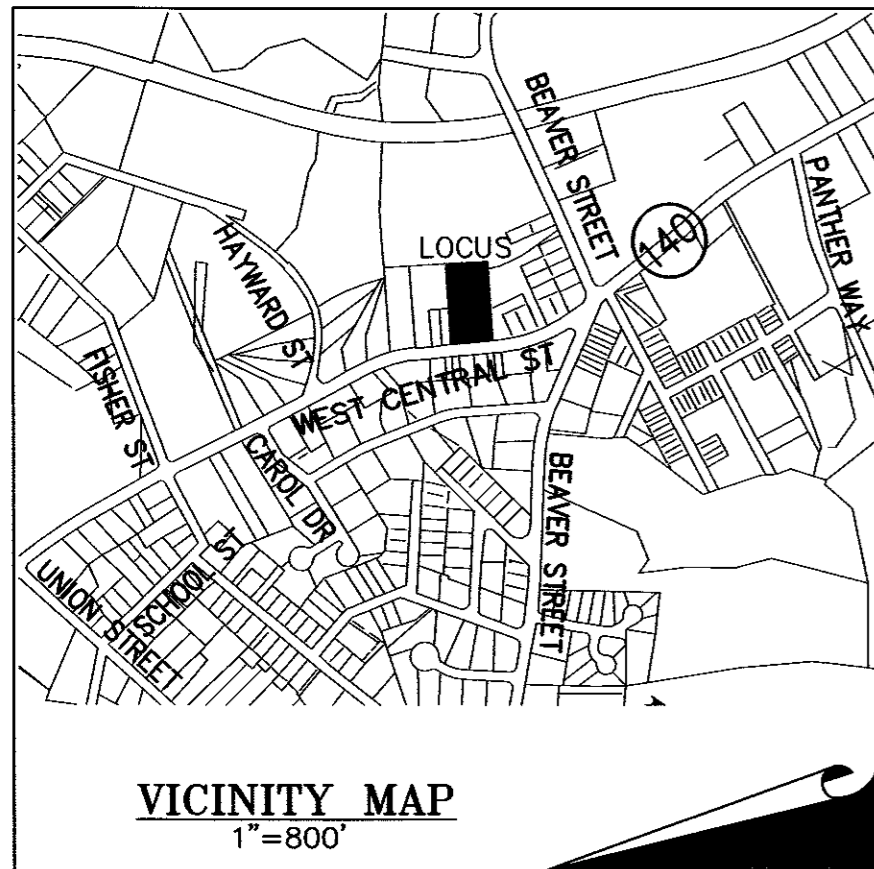 BEAVER STREET
PANTHER WAY
140
HAYWARD ST
LOCUS
FISHER ST
WEST CENTRAL ST
CAROL DR
BEAVER STREET
SCHOOL ST
UNION STREET
VICINITY MAP
1"=800'